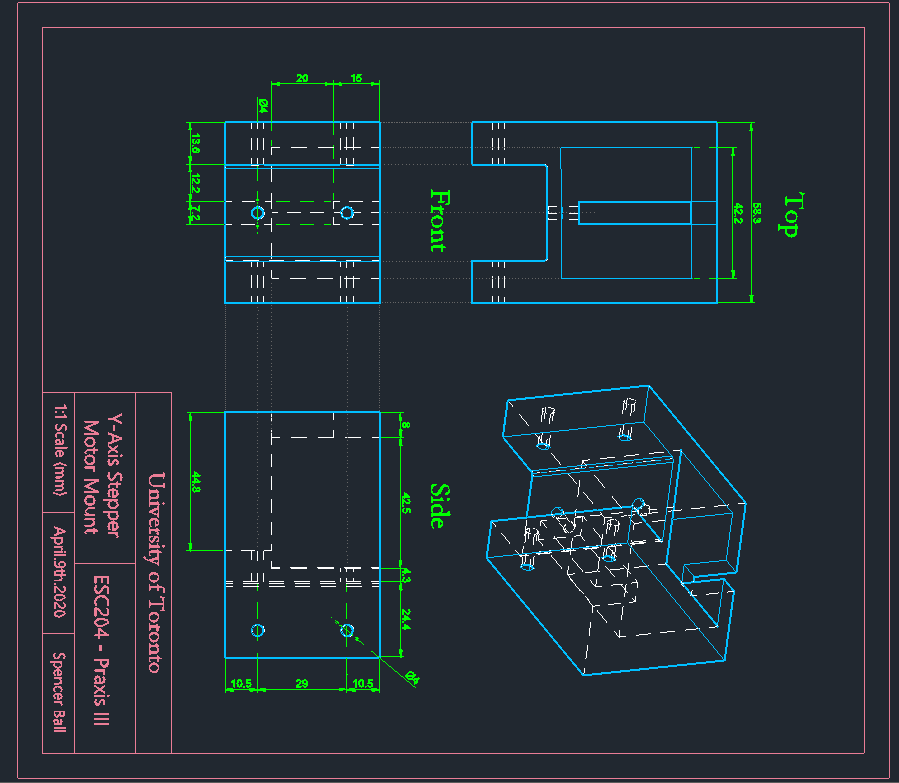 20
15
Ø4
13.6
12.2
7.2
Front
Top
42.2
58.3
8
42.5
4.3
24.4
44.8
Side
10.5
29
10.5
Ø4
University of Toronto
Y-Axis Stepper
Motor Mount
ESC204 - Praxis III
1:1 Scale (mm)
April.9th.2020
Spencer Ball